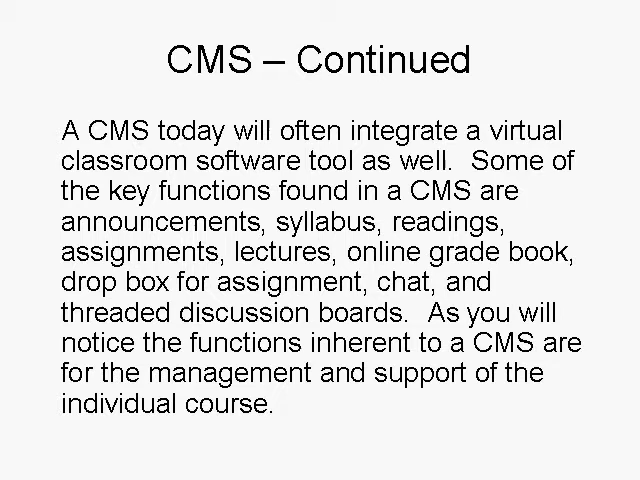 CMS – Continued
A CMS today will often integrate a virtual
classroom software tool as well.  Some of
the key functions found in a CMS are
announcements, syllabus, readings,
assignments, lectures, online grade book,
drop box for assignment, chat, and
threaded discussion boards.  As you will
notice the functions inherent to a CMS are
for the management and support of the
individual course.